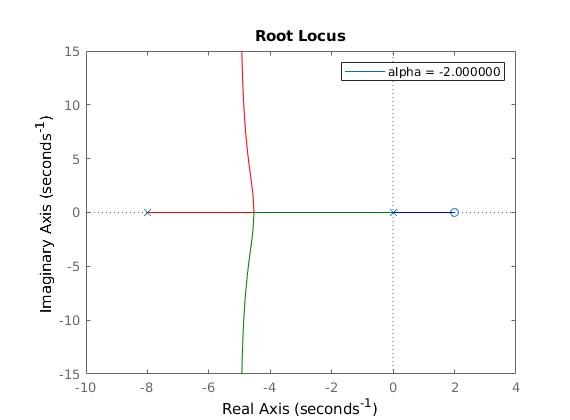 Root Locus
alpha = -2.000000
15
10
5
0
-5
-10
-15
Imaginary Axis (seconds⁻¹)
-10 -8 -6 -4 -2 0 2 4
Real Axis (seconds⁻¹)